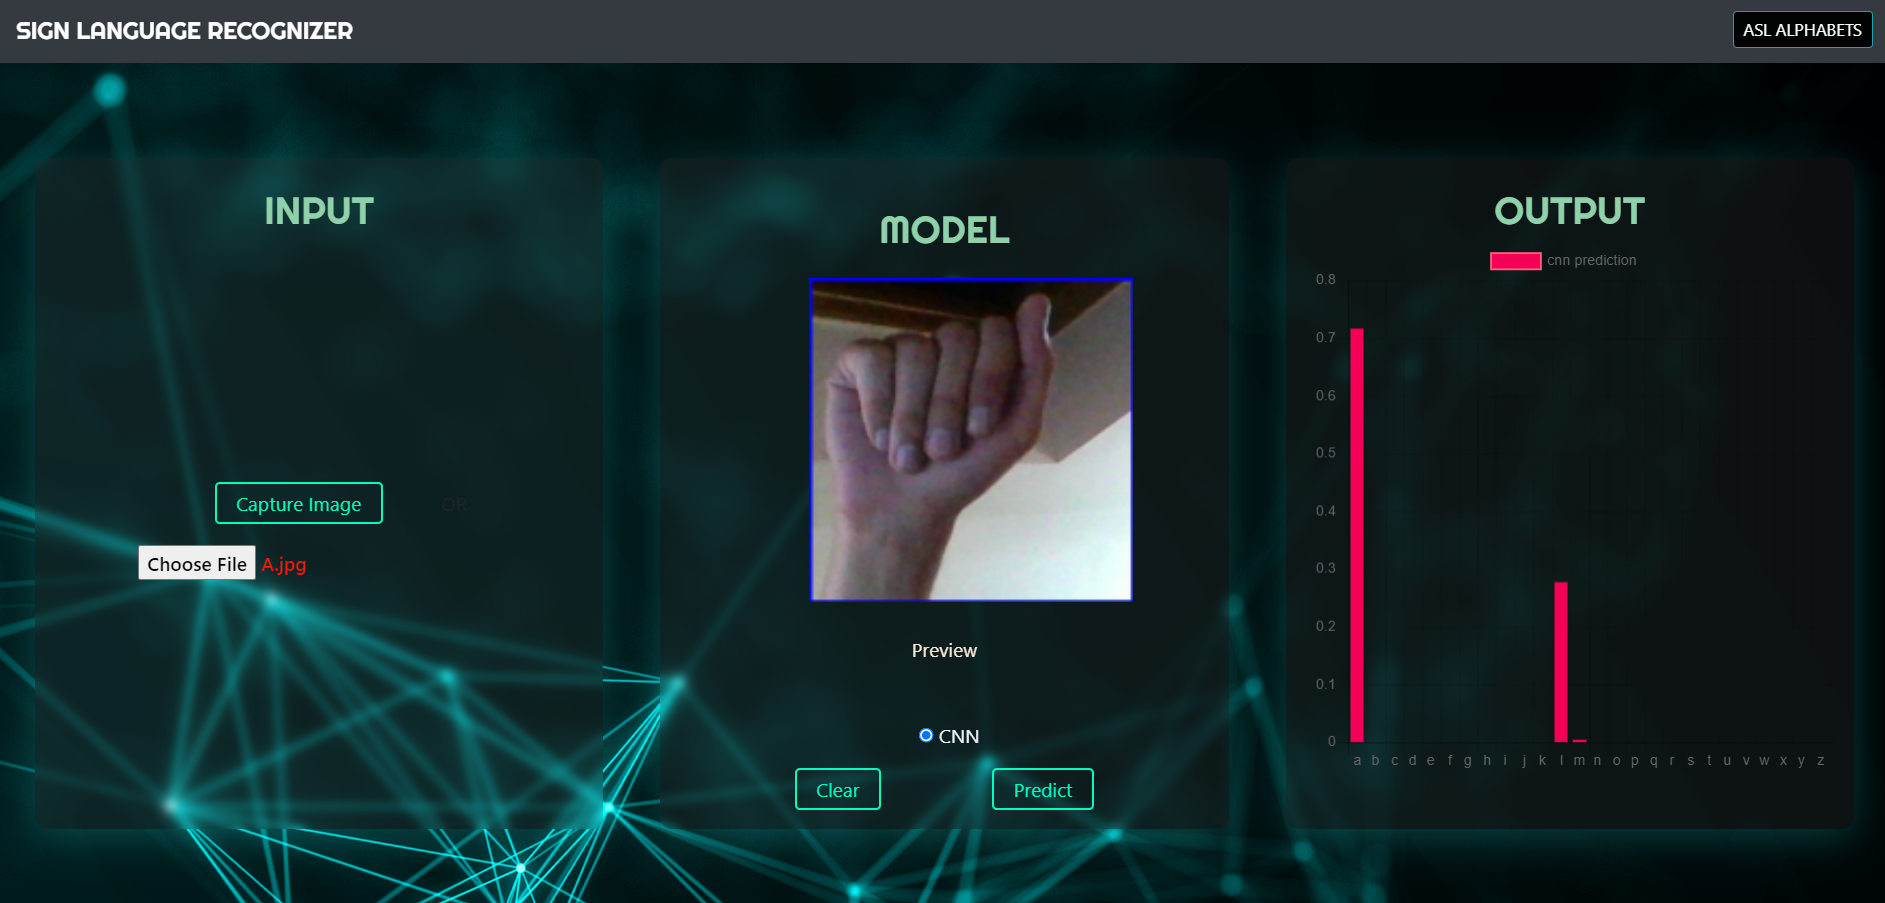 SIGN LANGUAGE RECOGNIZER
ASL ALPHABETS
INPUT
Capture Image
OR
Choose File A.jpg
MODEL
Preview
CNN
Clear
Predict
OUTPUT
cnn prediction
0.8
0.7
0.6
0.5
0.4
0.3
0.2
0.1
0
a b c d e f g h i j k l m n o p q r s t u v w x y z